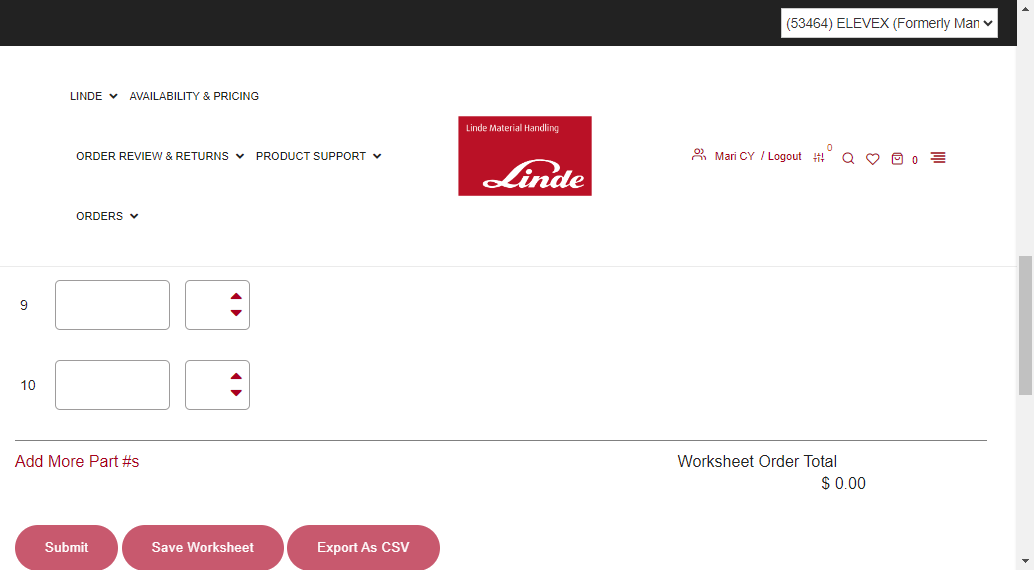 (53464) ELEVEX (Formerly Man
LINDE AVAILABILITY & PRICING
ORDER REVIEW & RETURNS PRODUCT SUPPORT
ORDERS
Linde Material Handling
Linde
Mari CY / Logout 0 0
9
10
Add More Part #s
Worksheet Order Total
$ 0.00
Submit Save Worksheet Export As CSV